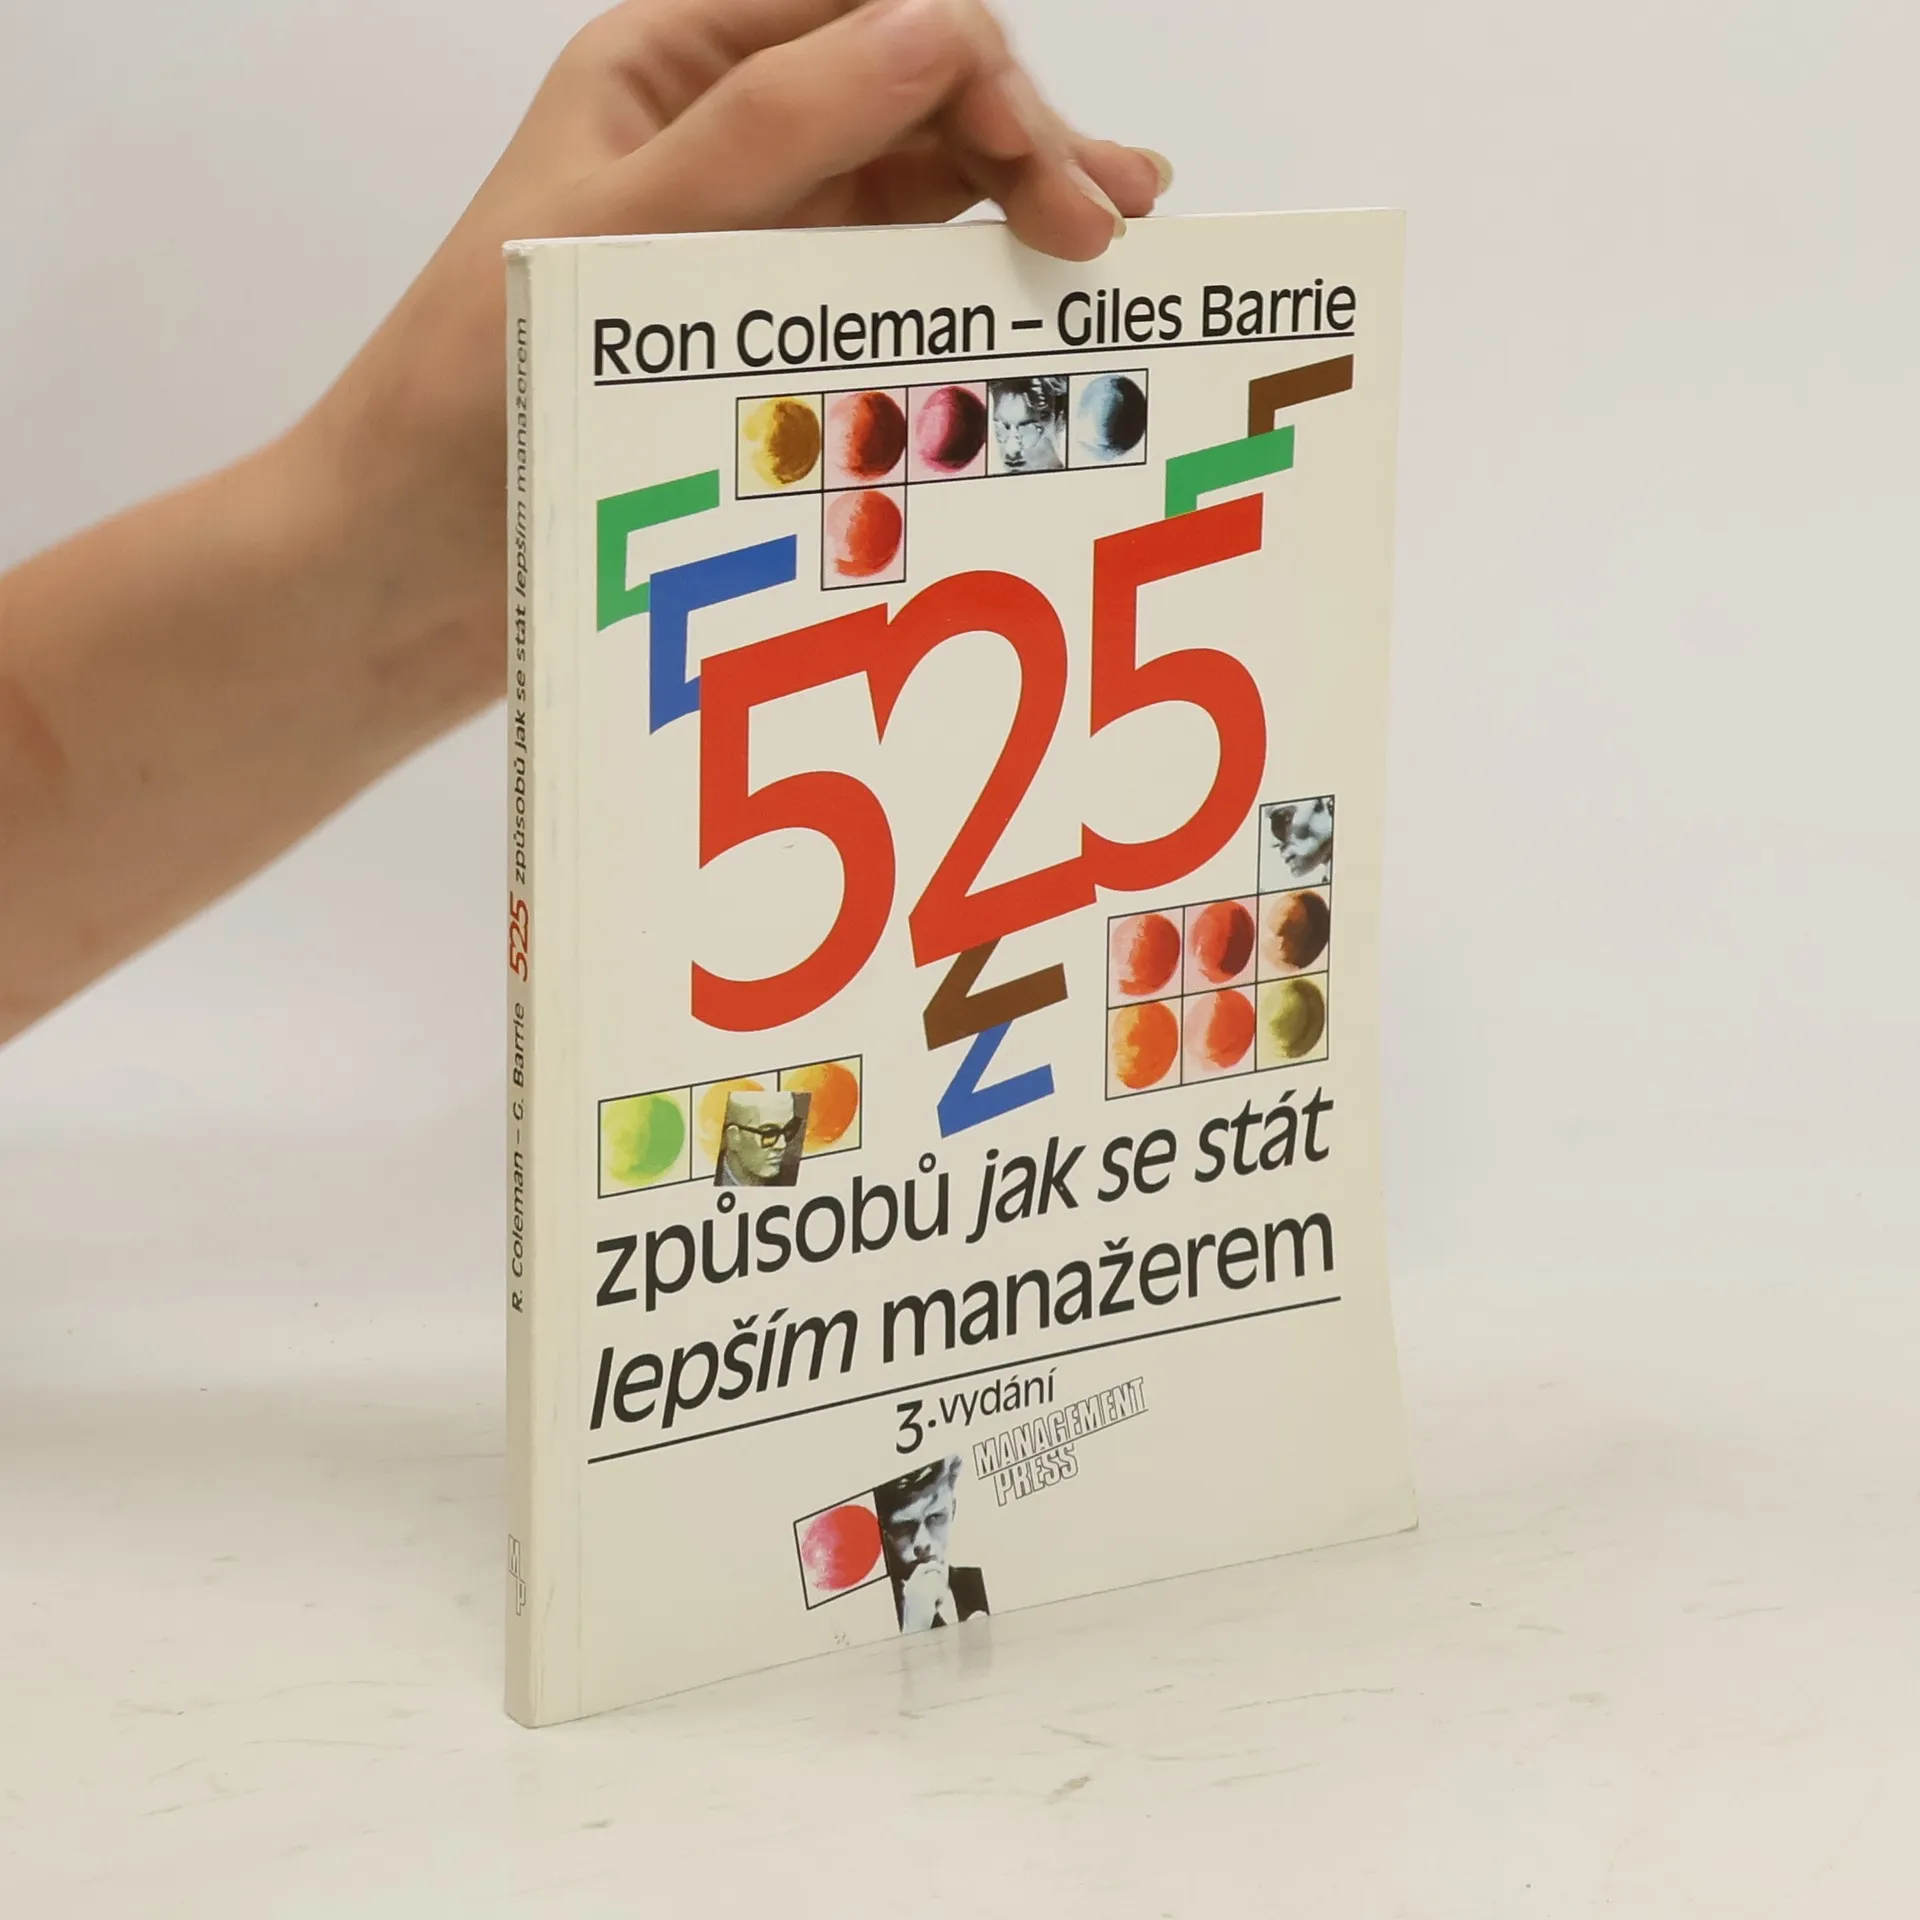 Ron Coleman – Giles Barrie
525
způsobů jak se stát
lepším manažerem
3. vydání
MANAGEMENT
PRESS
R. Coleman – G. Barrie 525 způsobů jak se stát lepším manažerem
MP